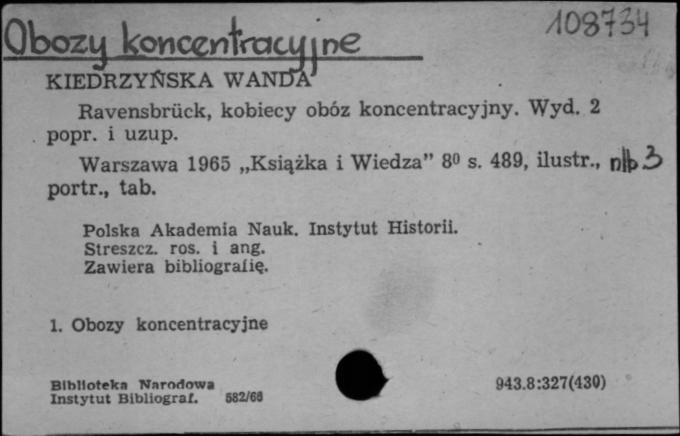 108734
Obozy koncentracyjne
KIEDRZYŃSKA WANDA
Ravensbrück, kobiecy obóz koncentracyjny. Wyd. 2
popr. i uzup.
Warszawa 1965 „Książka i Wiedza” 8⁰ s. 489, ilustr., nlb 3
portr., tab.
Polska Akademia Nauk. Instytut Historii.
Streszcz. ros. i ang.
Zawiera bibliografię.
1. Obozy koncentracyjne
Biblioteka Narodowa
Instytut Bibliograf. 582/66
943.8:327(430)